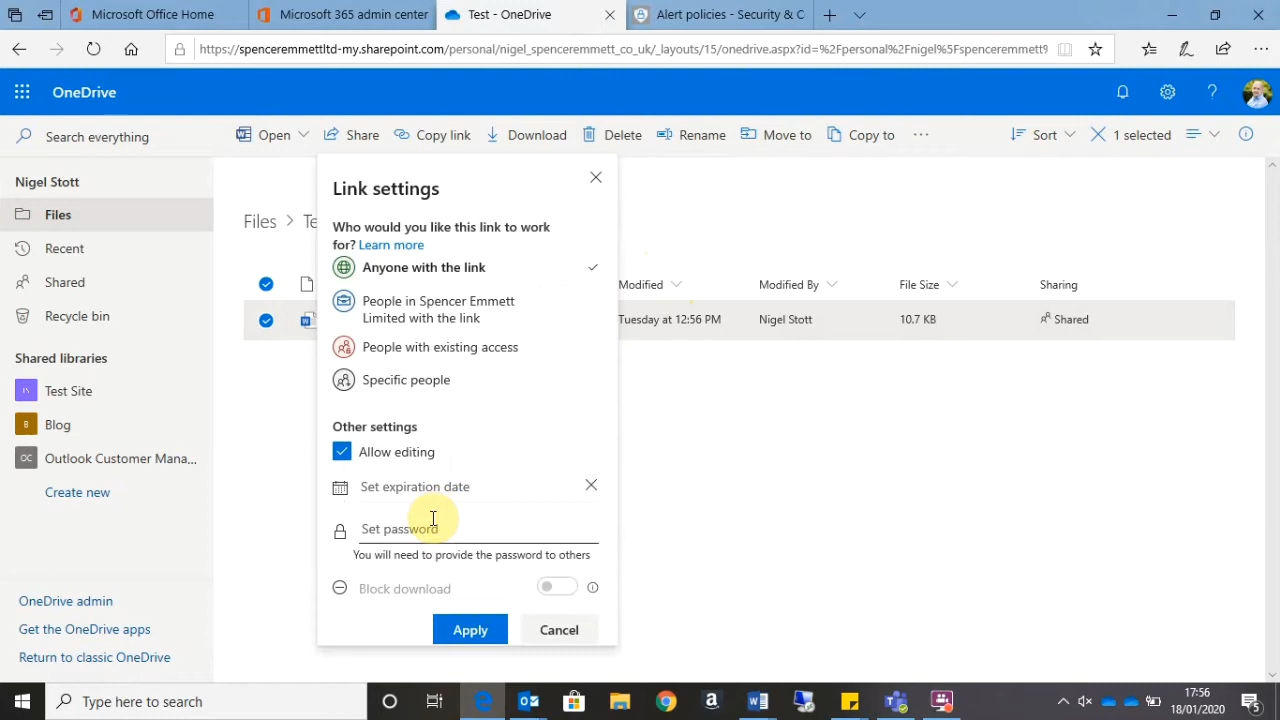 Microsoft Office Home
Microsoft 365 admin center
Test - OneDrive
Alert policies - Security & C
https://spenceremmettltd-my.sharepoint.com/personal/nigel_spenceremmett_co_uk/_layouts/15/onedrive.aspx?id=%2Fpersonal%2Fnigel%5Fspenceremmett%
OneDrive
?
Search everything
Open
Share
Copy link
Download
Delete
Rename
Move to
Copy to
...
Sort
1 selected
Nigel Stott
Files
Recent
Shared
Recycle bin
Shared libraries
Test Site
B Blog
OC Outlook Customer Mana...
Create new
OneDrive admin
Get the OneDrive apps
Return to classic OneDrive
Files > Te
Modified
Modified By
File Size
Sharing
Tuesday at 12:56 PM
Nigel Stott
10.7 KB
Shared
Link settings
Who would you like this link to work
for? Learn more
Anyone with the link
People in Spencer Emmett
Limited with the link
People with existing access
Specific people
Other settings
Allow editing
Set expiration date
Set password
You will need to provide the password to others
Block download
Apply
Cancel
Type here to search
17:56
18/01/2020
5